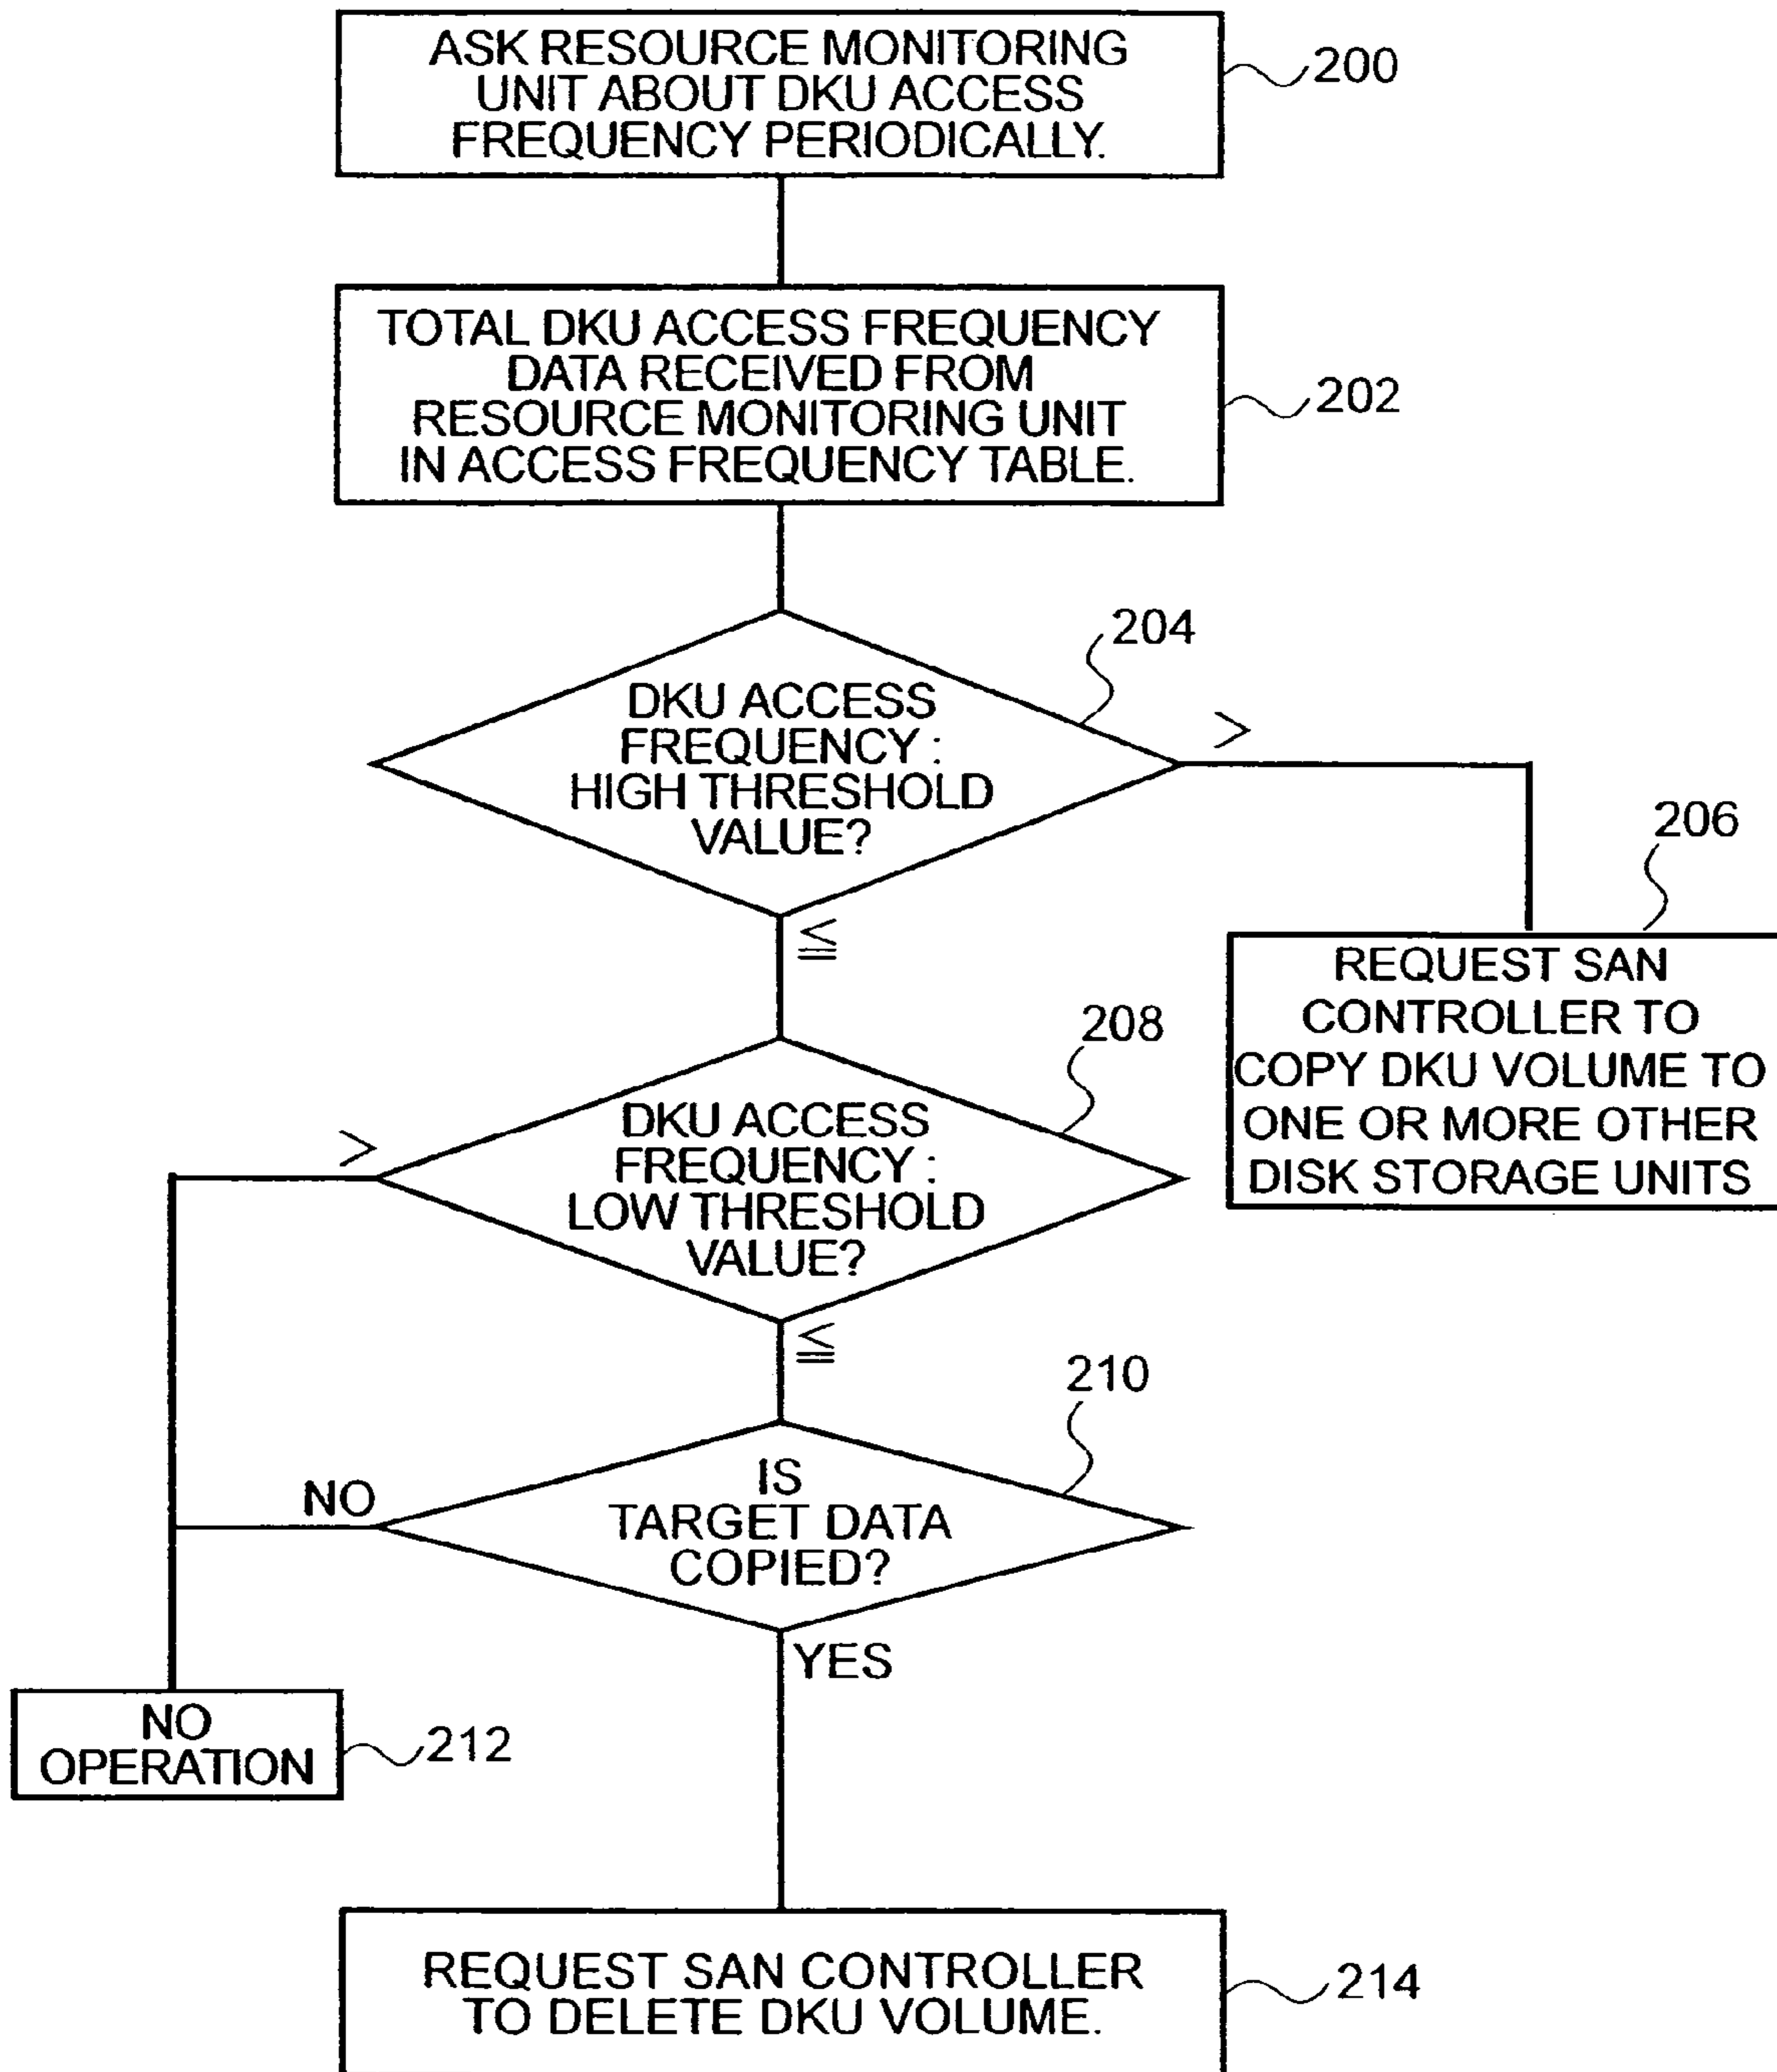 ASK RESOURCE MONITORING
UNIT ABOUT DKU ACCESS
FREQUENCY PERIODICALLY.
200
TOTAL DKU ACCESS FREQUENCY
DATA RECEIVED FROM
RESOURCE MONITORING UNIT
IN ACCESS FREQUENCY TABLE.
202
204
DKU ACCESS
FREQUENCY :
HIGH THRESHOLD
VALUE?
>
≦
206
REQUEST SAN
CONTROLLER TO
COPY DKU VOLUME TO
ONE OR MORE OTHER
DISK STORAGE UNITS
208
DKU ACCESS
FREQUENCY :
LOW THRESHOLD
VALUE?
>
≦
210
IS
TARGET DATA
COPIED?
NO
YES
NO
OPERATION
212
REQUEST SAN CONTROLLER
TO DELETE DKU VOLUME.
214